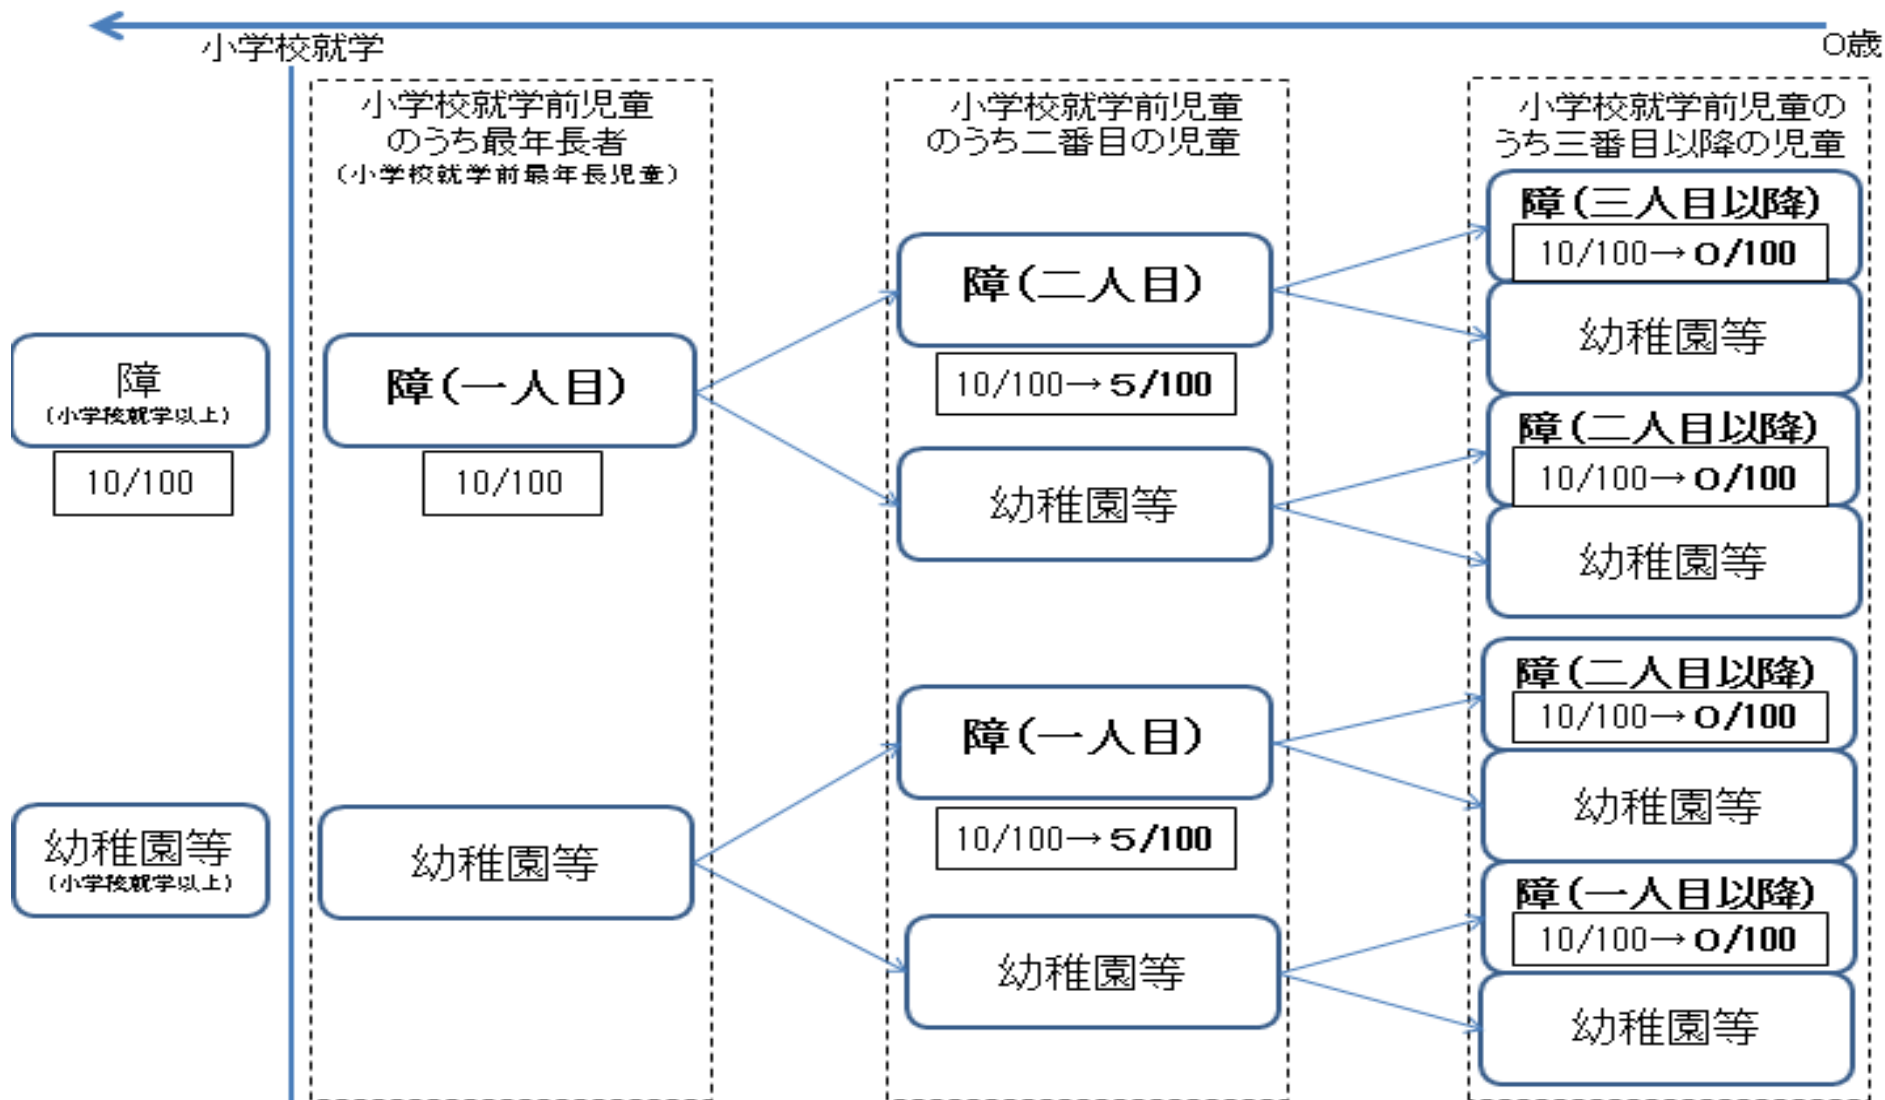 小学校就学
０歳
小学校就学前児童
のうち最年長者
（小学校就学前最年長児童）
小学校就学前児童
のうち二番目の児童
小学校就学前児童の
うち三番目以降の児童
障
（小学校就学以上）
10/100
幼稚園等
（小学校就学以上）
障（一人目）
10/100
幼稚園等
障（二人目）
10/100→５/100
幼稚園等
障（一人目）
10/100→５/100
幼稚園等
障（三人目以降）
10/100→０/100
幼稚園等
障（二人目以降）
10/100→０/100
幼稚園等
障（二人目以降）
10/100→０/100
幼稚園等
障（一人目以降）
10/100→０/100
幼稚園等